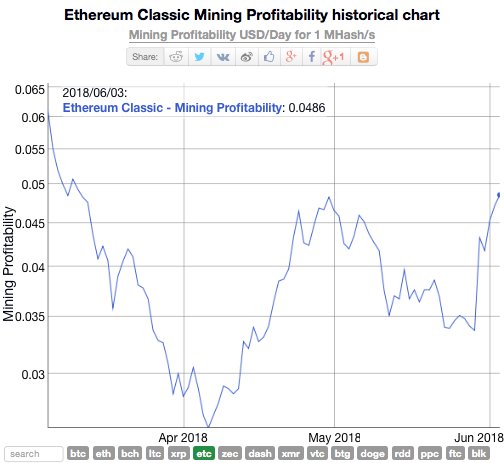 Ethereum Classic Mining Profitability historical chart
Mining Profitability USD/Day for 1 MHash/s
Share:
g+ f g+1
2018/06/03:
Ethereum Classic - Mining Profitability: 0.0486
Mining Profitability
0.065
0.06
0.055
0.05
0.045
0.04
0.035
0.03
Apr 2018 May 2018 Jun 2018
search btc eth bch ltc xrp etc zec dash xmr vtc btg doge rdd ppc ftc blk